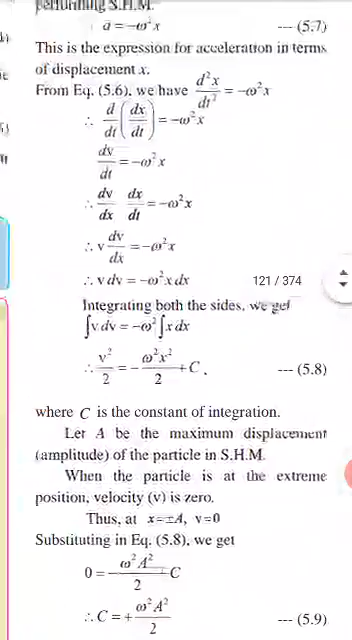 performing S.H.M.
a = −ω²x --- (5.7)
This is the expression for acceleration in terms
of displacement x.
From Eq. (5.6), we have d²x/dt² = −ω²x
∴ d/dt (dx/dt) = −ω²x
dv/dt = −ω²x
∴ dv/dx dx/dt = −ω²x
∴ v dv/dx = −ω²x
∴ v dv = −ω²x dx
121 / 374
Integrating both the sides, we get
∫v dv = −ω² ∫x dx
∴ v²/2 = − ω²x²/2 + C , --- (5.8)
where C is the constant of integration.
Let A be the maximum displacement
(amplitude) of the particle in S.H.M.
When the particle is at the extreme
position, velocity (v) is zero.
Thus, at x=±A, v=0
Substituting in Eq. (5.8), we get
0 = − ω²A²/2 + C
∴ C = + ω²A²/2 --- (5.9)